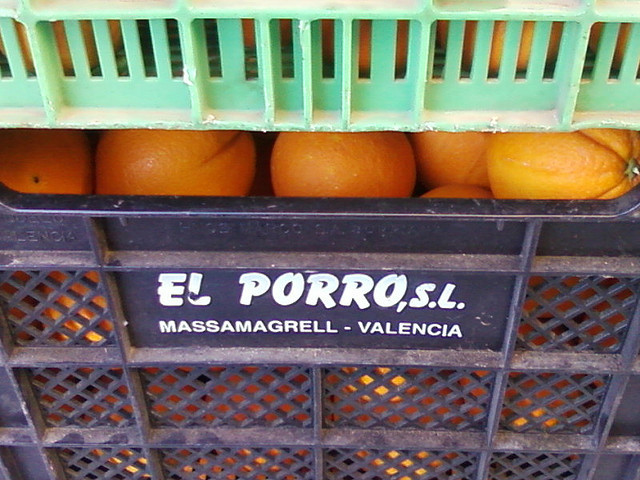 EL PORRO,S.L.
MASSAMAGRELL - VALENCIA